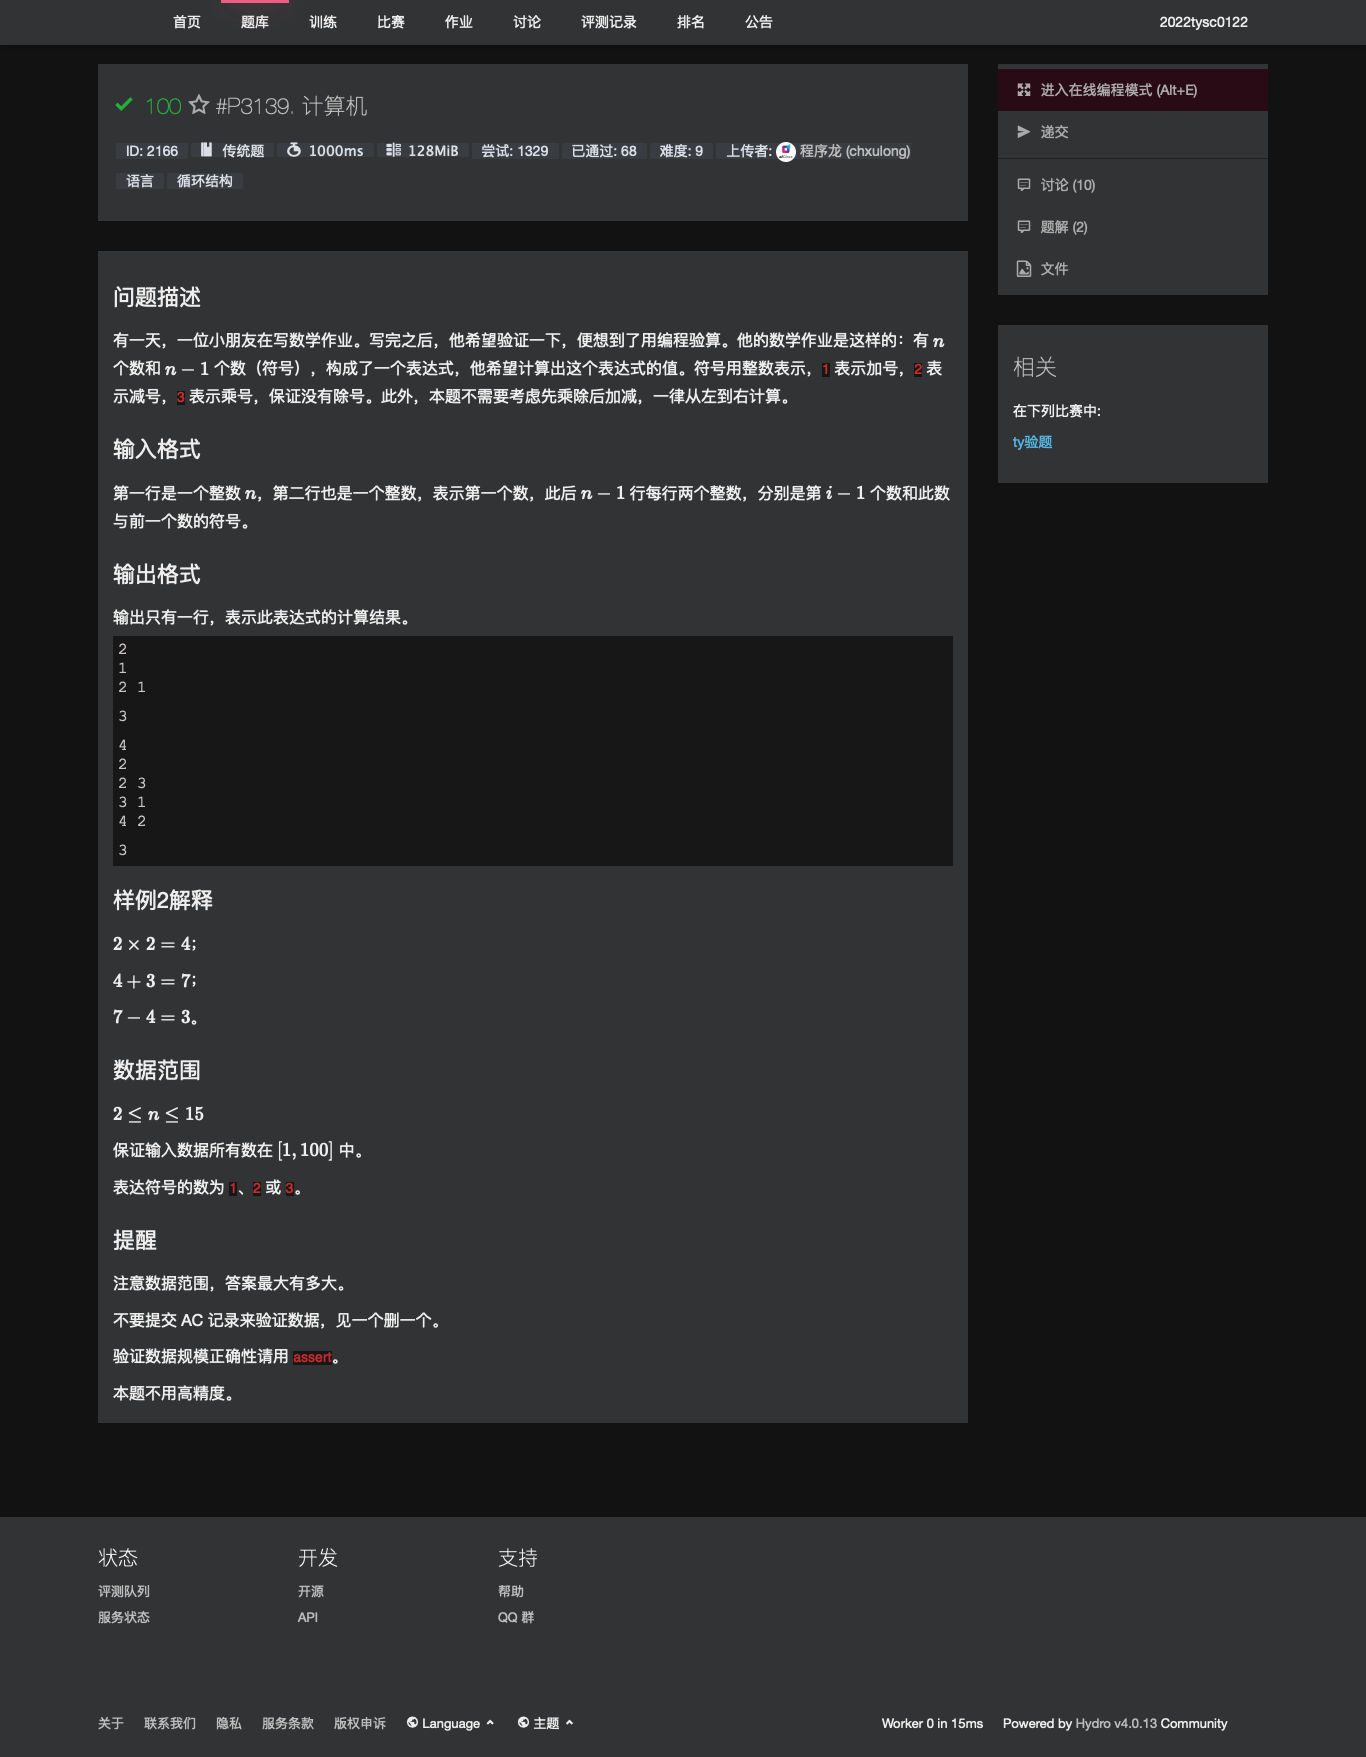 首页 题库 训练 比赛 作业 讨论 评测记录 排名 公告 2022tysc0122
100 #P3139. 计算机
ID: 2166 传统题 1000ms 128MiB 尝试: 1329 已通过: 68 难度: 9 上传者: 程序龙 (chxulong)
语言 循环结构
进入在线编程模式 (Alt+E)
递交
讨论 (10)
题解 (2)
文件
相关
在下列比赛中:
ty验题
问题描述
有一天，一位小朋友在写数学作业。写完之后，他希望验证一下，便想到了用编程验算。他的数学作业是这样的：有 n
个数和 n − 1 个数（符号），构成了一个表达式，他希望计算出这个表达式的值。符号用整数表示，1 表示加号，2 表
示减号，3 表示乘号，保证没有除号。此外，本题不需要考虑先乘除后加减，一律从左到右计算。
输入格式
第一行是一个整数 n，第二行也是一个整数，表示第一个数，此后 n − 1 行每行两个整数，分别是第 i − 1 个数和此数
与前一个数的符号。
输出格式
输出只有一行，表示此表达式的计算结果。
2
1
2 1
3
4
2
2 3
3 1
4 2
3
样例2解释
2 × 2 = 4；
4 + 3 = 7；
7 − 4 = 3。
数据范围
2 ≤ n ≤ 15
保证输入数据所有数在 [1, 100] 中。
表达符号的数为 1、2 或 3。
提醒
注意数据范围，答案最大有多大。
不要提交 AC 记录来验证数据，见一个删一个。
验证数据规模正确性请用 assert。
本题不用高精度。
状态 开发 支持
评测队列 开源 帮助
服务状态 API QQ 群
关于 联系我们 隐私 服务条款 版权申诉 Language 主题 Worker 0 in 15ms Powered by Hydro v4.0.13 Community